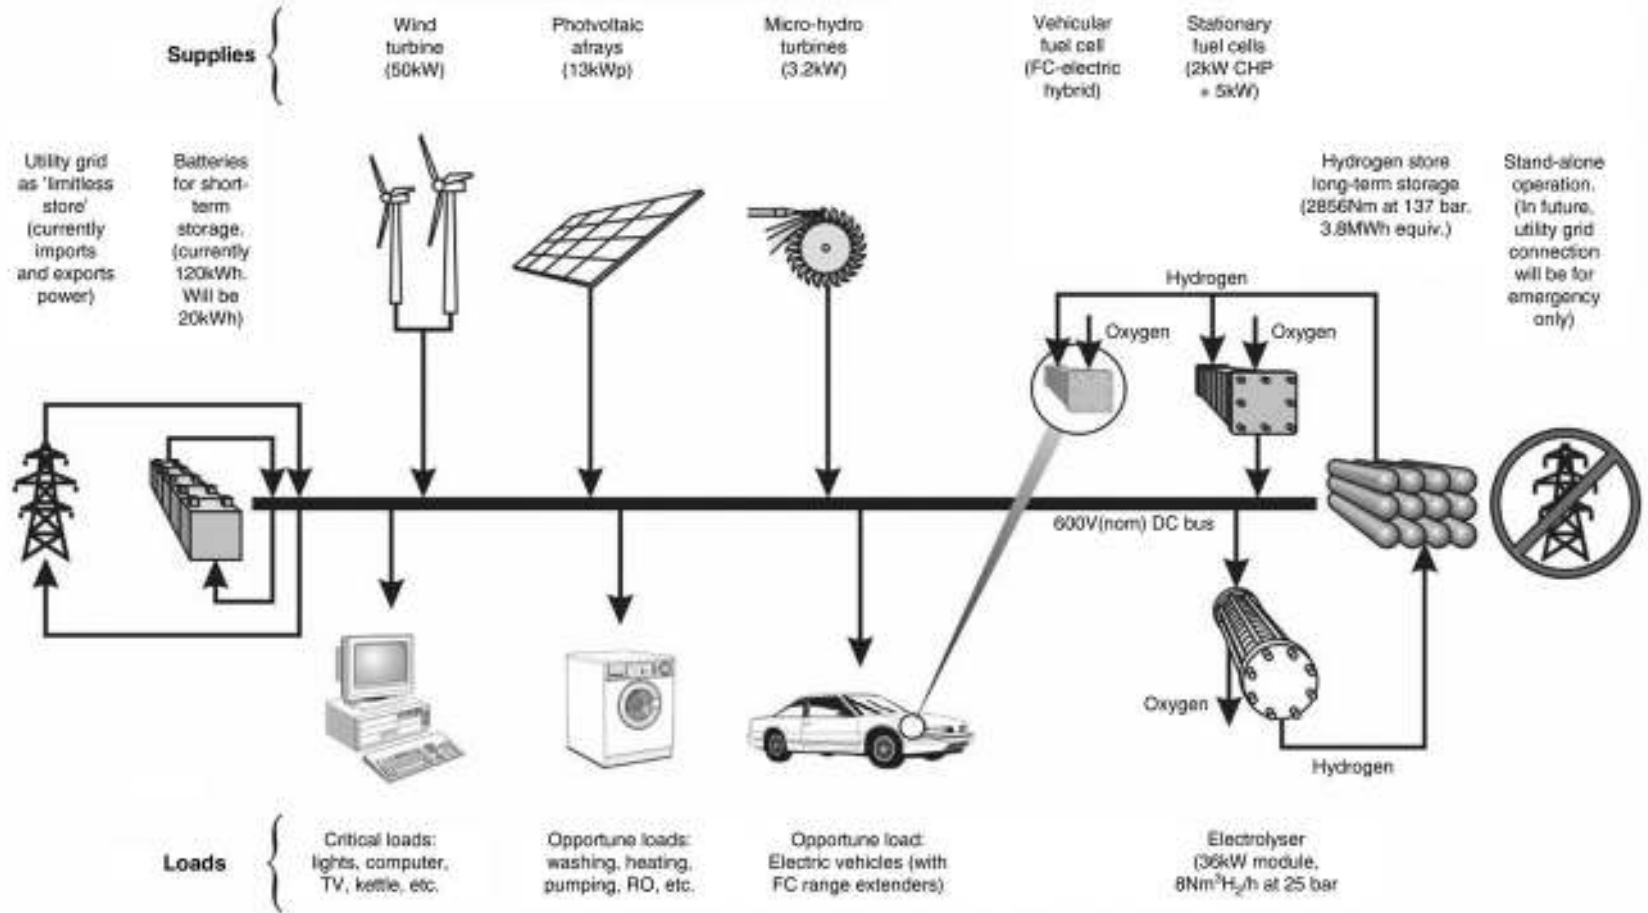 Supplies
Wind
turbine
(50kW)
Photvoltaic
afrays
(13kWp)
Micro-hydro
turbines
(3.2kW)
Vehicular
fuel cell
(FC-electric
hybrid)
Stationary
fuel cells
(2kW CHP
+ 5kW)
Utility grid
as 'limitless
store'
(currently
imports
and exports
power)
Batteries
for short-
term
storage.
(currently
120kWh.
Will be
20kWh)
Hydrogen store
long-term storage
(2856Nm at 137 bar.
3.8MWh equiv.)
Stand-alone
operation.
(In future,
utility grid
connection
will be for
emergency
only)
Hydrogen
Oxygen
Oxygen
600V(nom) DC bus
Oxygen
Hydrogen
Loads
Critical loads:
lights, computer,
TV, kettle, etc.
Opportune loads:
washing, heating,
pumping, RO, etc.
Opportune load:
Electric vehicles (with
FC range extenders)
Electrolyser
(36kW module,
8Nm³H₂/h at 25 bar